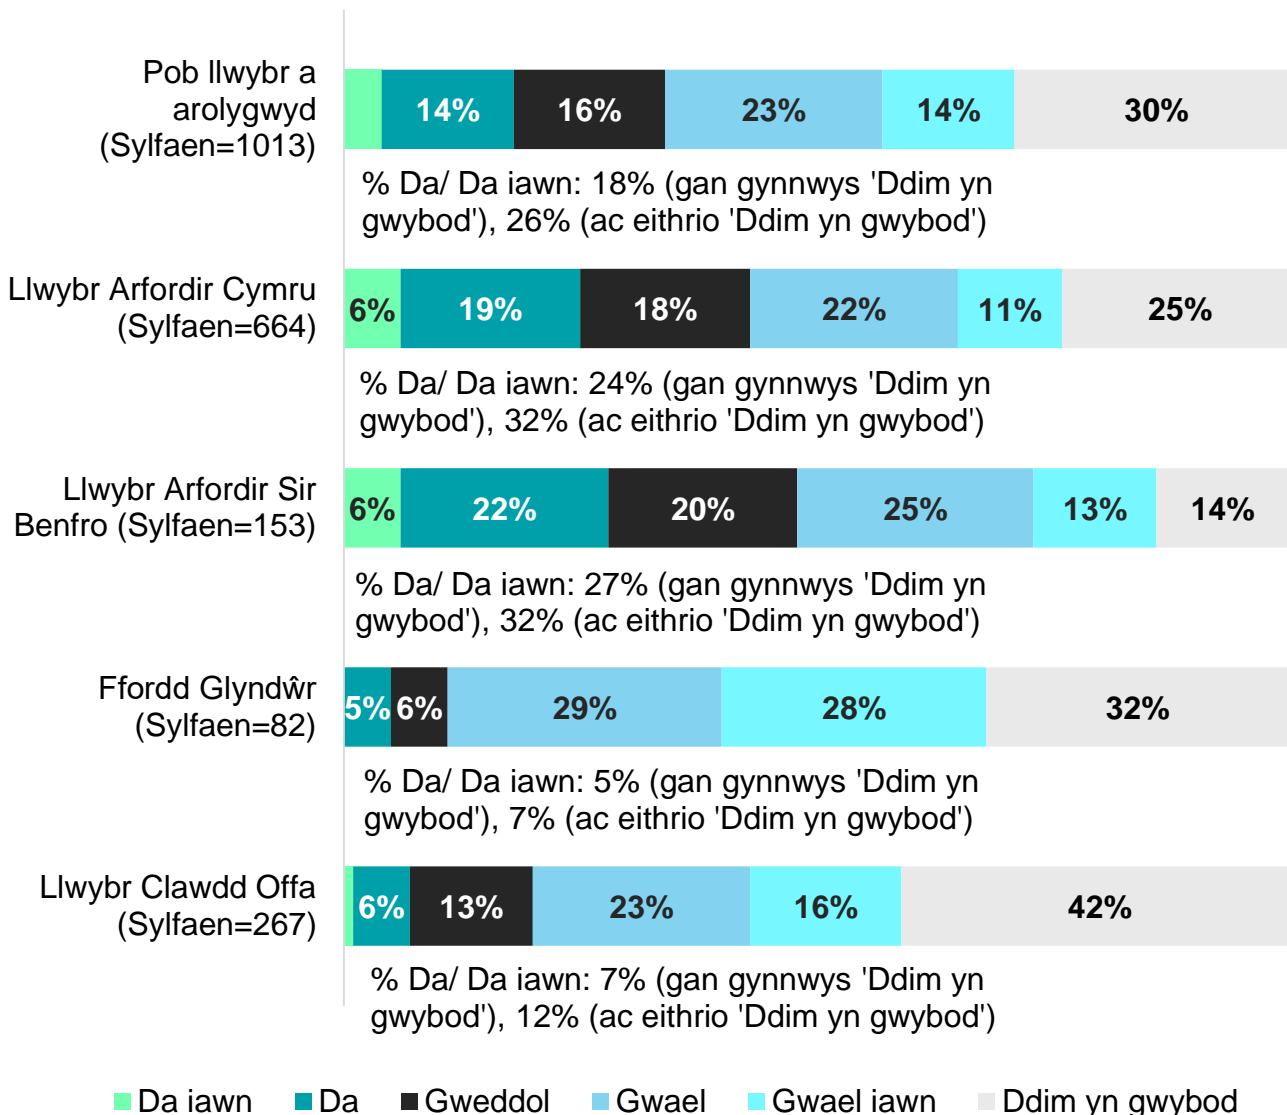 Pob llwybr a
arolygwyd
(Sylfaen=1013)
14% 16% 23% 14% 30%
% Da/ Da iawn: 18% (gan gynnwys 'Ddim yn
gwybod'), 26% (ac eithrio 'Ddim yn gwybod')
Llwybr Arfordir Cymru
(Sylfaen=664)
6% 19% 18% 22% 11% 25%
% Da/ Da iawn: 24% (gan gynnwys 'Ddim yn
gwybod'), 32% (ac eithrio 'Ddim yn gwybod')
Llwybr Arfordir Sir
Benfro (Sylfaen=153)
6% 22% 20% 25% 13% 14%
% Da/ Da iawn: 27% (gan gynnwys 'Ddim yn
gwybod'), 32% (ac eithrio 'Ddim yn gwybod')
Ffordd Glyndŵr
(Sylfaen=82)
5% 6% 29% 28% 32%
% Da/ Da iawn: 5% (gan gynnwys 'Ddim yn
gwybod'), 7% (ac eithrio 'Ddim yn gwybod')
Llwybr Clawdd Offa
(Sylfaen=267)
6% 13% 23% 16% 42%
% Da/ Da iawn: 7% (gan gynnwys 'Ddim yn
gwybod'), 12% (ac eithrio 'Ddim yn gwybod')
Da iawn Da Gweddol Gwael Gwael iawn Ddim yn gwybod